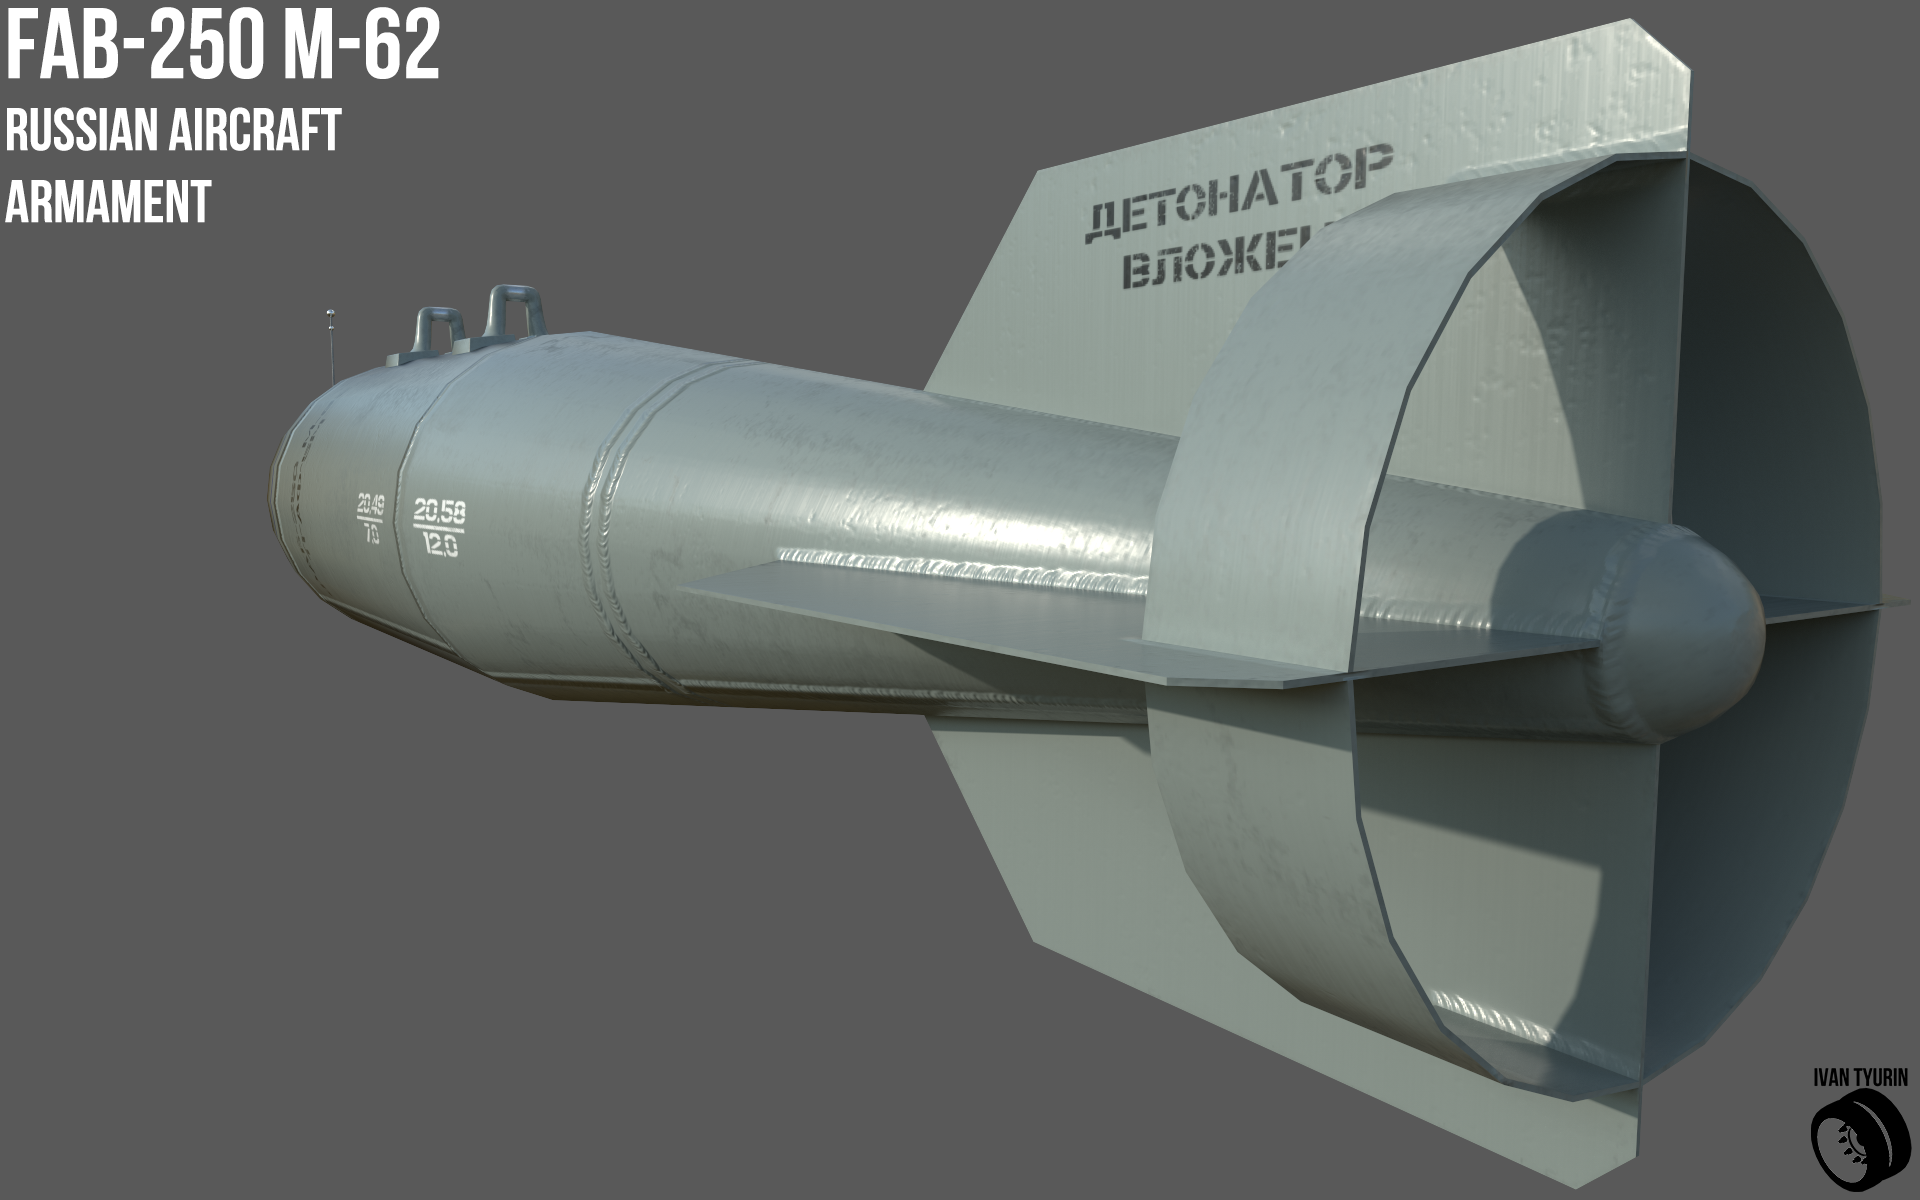 FAB-250 M-62
RUSSIAN AIRCRAFT
ARMAMENT
ДЕТОНАТОР
20,49
7,0
20,58
12,0
IVAN TYURIN